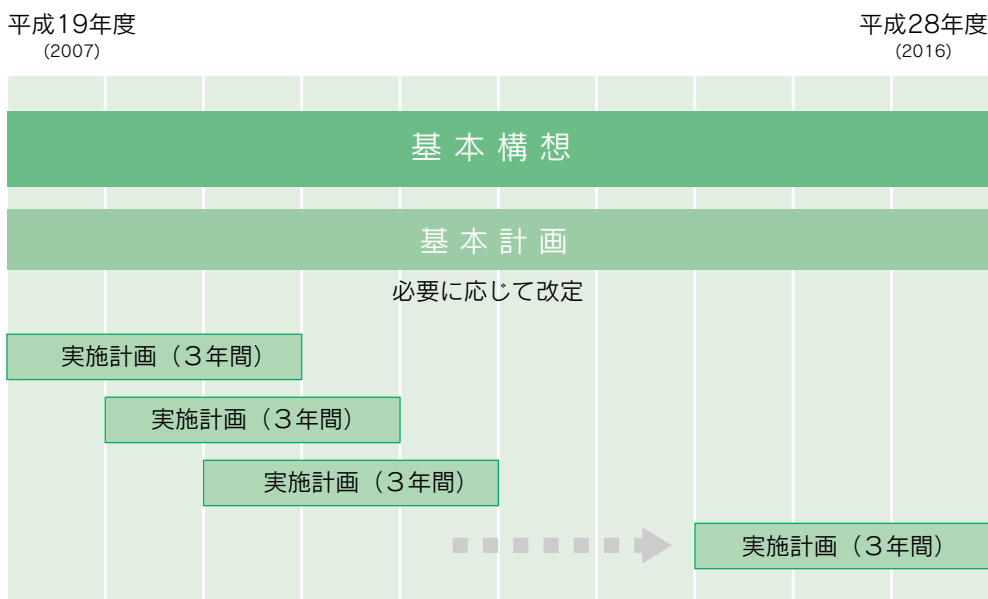 平成19年度
(2007)
平成28年度
(2016)
基本構想
基本計画
必要に応じて改定
実施計画（３年間）
実施計画（３年間）
実施計画（３年間）
実施計画（３年間）